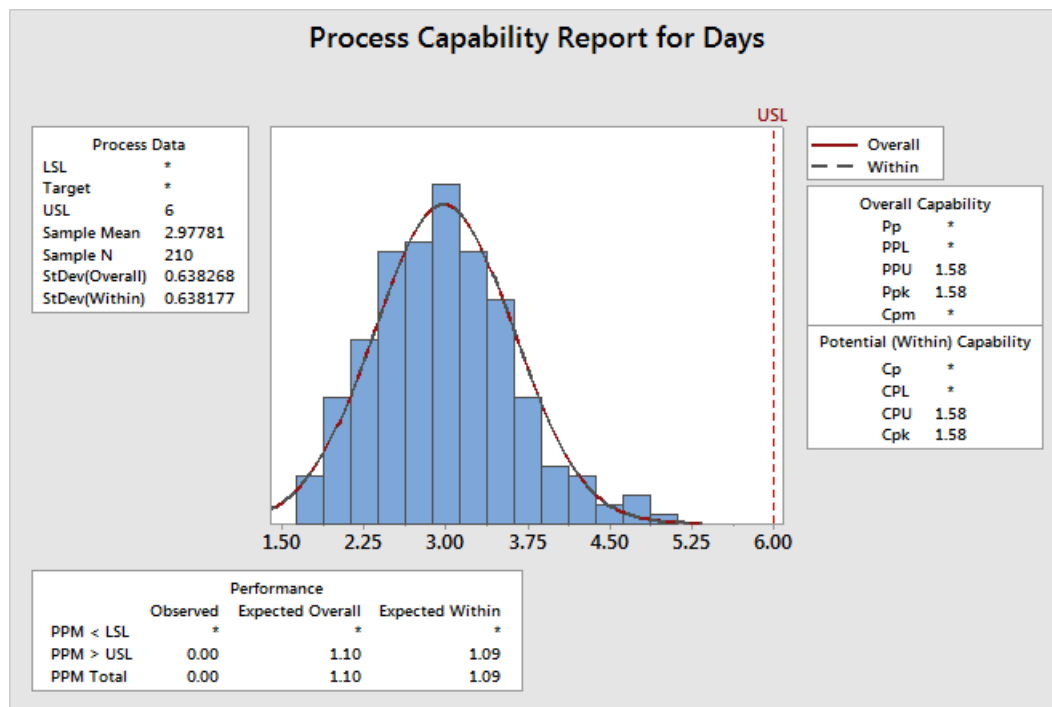 Process Capability Report for Days
USL
Process Data
LSL *
Target *
USL 6
Sample Mean 2.97781
Sample N 210
StDev(Overall) 0.638268
StDev(Within) 0.638177
Overall
Within
Overall Capability
Pp *
PPL *
PPU 1.58
Ppk 1.58
Cpm *
Potential (Within) Capability
Cp *
CPL *
CPU 1.58
Cpk 1.58
1.50 2.25 3.00 3.75 4.50 5.25 6.00
Performance
Observed Expected Overall Expected Within
PPM < LSL * * *
PPM > USL 0.00 1.10 1.09
PPM Total 0.00 1.10 1.09